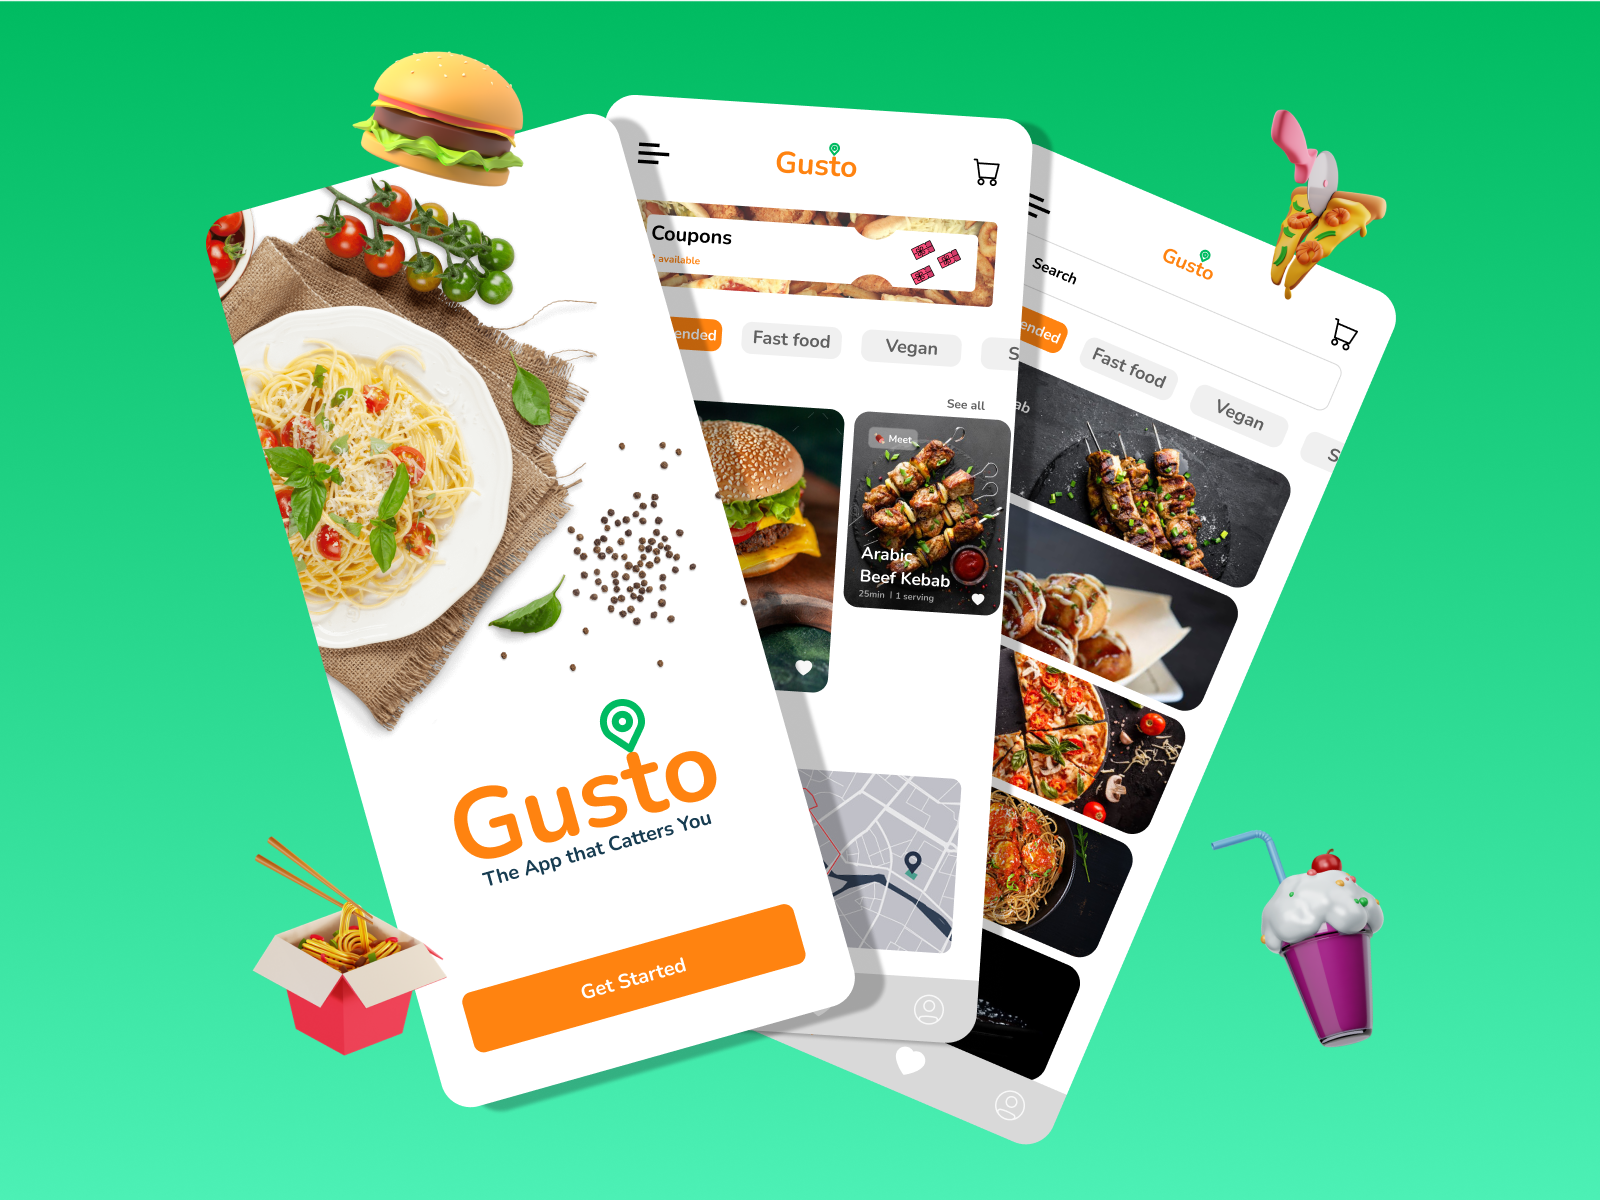 Gusto
The App that Catters You
Get Started
Gusto
Coupons
available
ended
Fast food
Vegan
S
See all
Meet
Arabic
Beef Kebab
25min | 1 serving
Gusto
Search
ended
Fast food
Vegan
S
ab